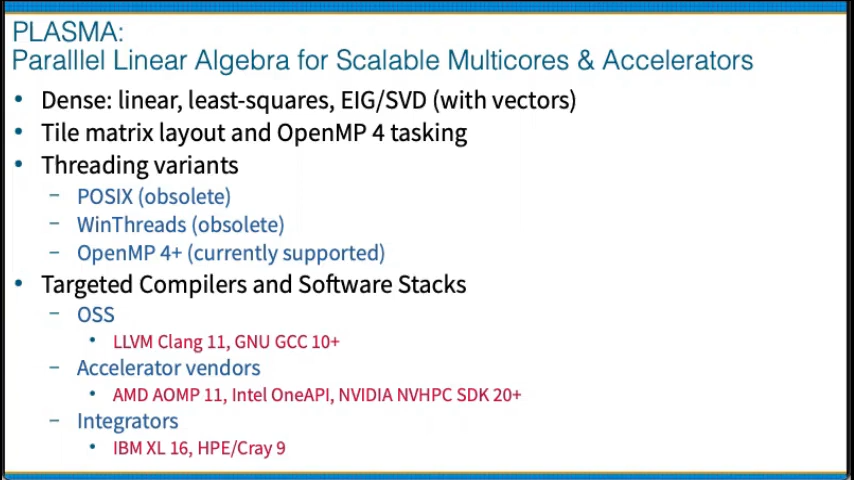 PLASMA:
Paralllel Linear Algebra for Scalable Multicores & Accelerators
• Dense: linear, least-squares, EIG/SVD (with vectors)
• Tile matrix layout and OpenMP 4 tasking
• Threading variants
– POSIX (obsolete)
– WinThreads (obsolete)
– OpenMP 4+ (currently supported)
• Targeted Compilers and Software Stacks
– OSS
• LLVM Clang 11, GNU GCC 10+
– Accelerator vendors
• AMD AOMP 11, Intel OneAPI, NVIDIA NVHPC SDK 20+
– Integrators
• IBM XL 16, HPE/Cray 9